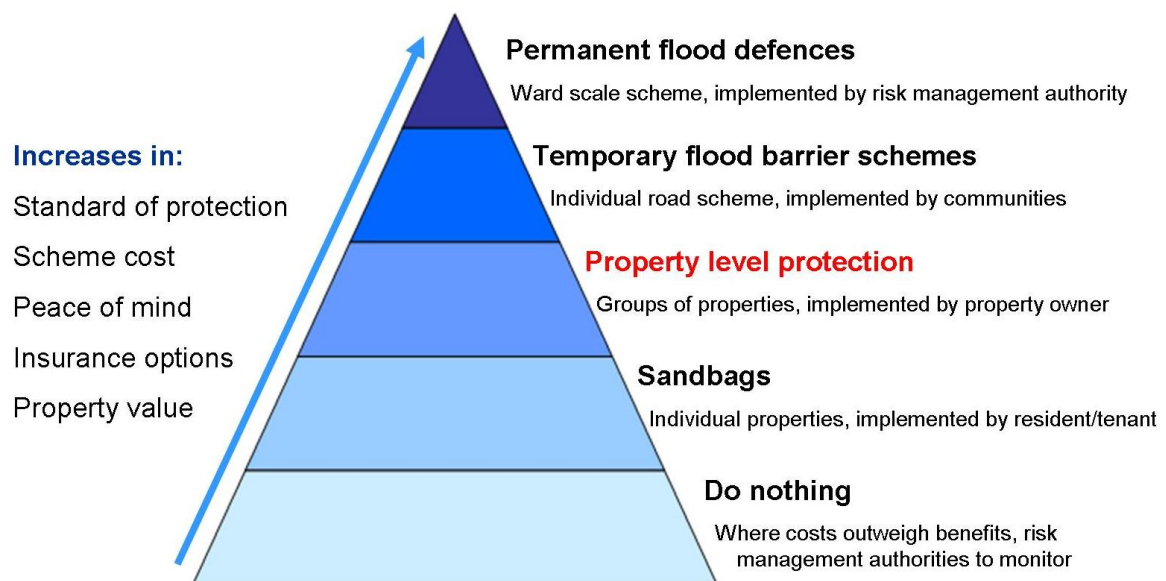 Permanent flood defences
Ward scale scheme, implemented by risk management authority
Increases in:
Standard of protection
Scheme cost
Peace of mind
Insurance options
Property value
Temporary flood barrier schemes
Individual road scheme, implemented by communities
Property level protection
Groups of properties, implemented by property owner
Sandbags
Individual properties, implemented by resident/tenant
Do nothing
Where costs outweigh benefits, risk
management authorities to monitor